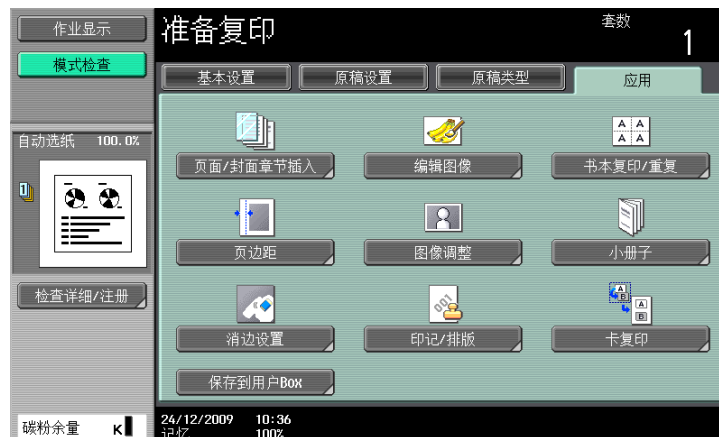 作业显示
模式检查
准备复印
套数
1
基本设置
原稿设置
原稿类型
应用
自动选纸 100.0%
页面/封面章节插入
编辑图像
书本复印/重复
页边距
图像调整
小册子
检查详细/注册
消边设置
印记/排版
卡复印
保存到用户Box
碳粉余量 K
24/12/2009 10:36
记忆 100%